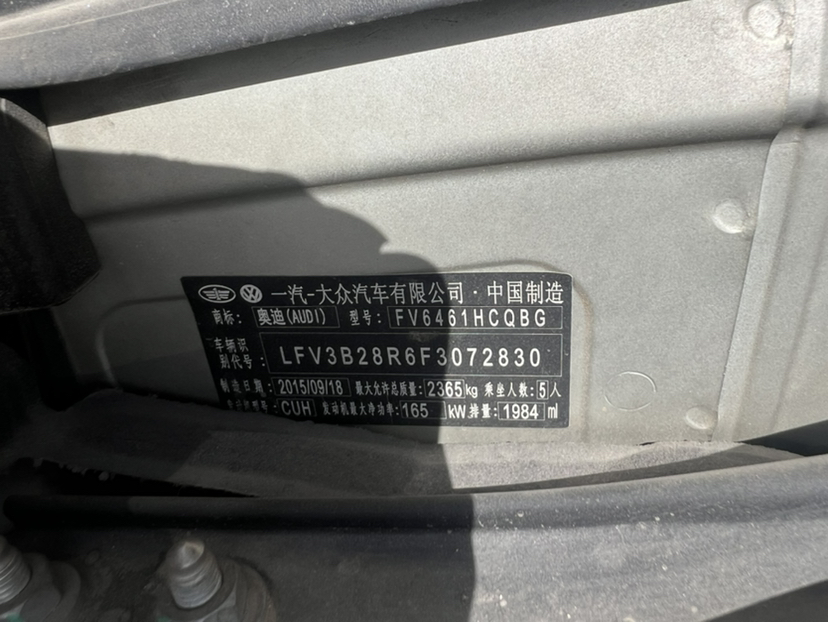 一汽-大众汽车有限公司·中国制造
商标: 奥迪(AUDI) 型号: FV6461HCQBG
车辆识
别代号: LFV3B28R6F3072830
制造日期: 2015/09/18 最大允许总质量: 2365kg 乘坐人数: 5人
CUH 发动机最大净功率: 165 kW 排量: 1984 ml